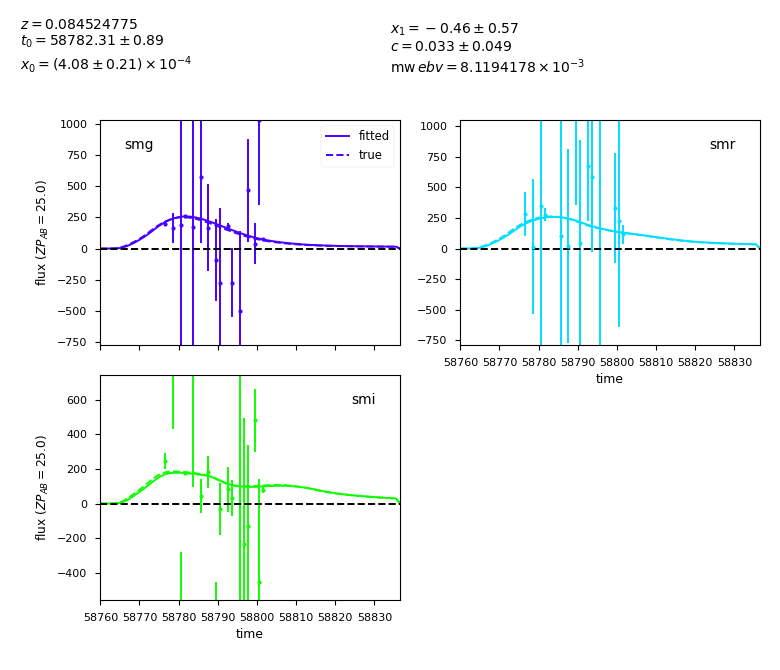 z = 0.084524775
t₀ = 58782.31 ± 0.89
x₀ = (4.08 ± 0.21) × 10⁻⁴
x₁ = −0.46 ± 0.57
c = 0.033 ± 0.049
mw ebv = 8.1194178 × 10⁻³
smg
fitted
true
1000
750
500
250
0
−250
−500
−750
flux (ZP_AB = 25.0)
smr
1000
750
500
250
0
−250
−500
−750
58760 58770 58780 58790 58800 58810 58820 58830
time
smi
600
400
200
0
−200
−400
flux (ZP_AB = 25.0)
58760 58770 58780 58790 58800 58810 58820 58830
time